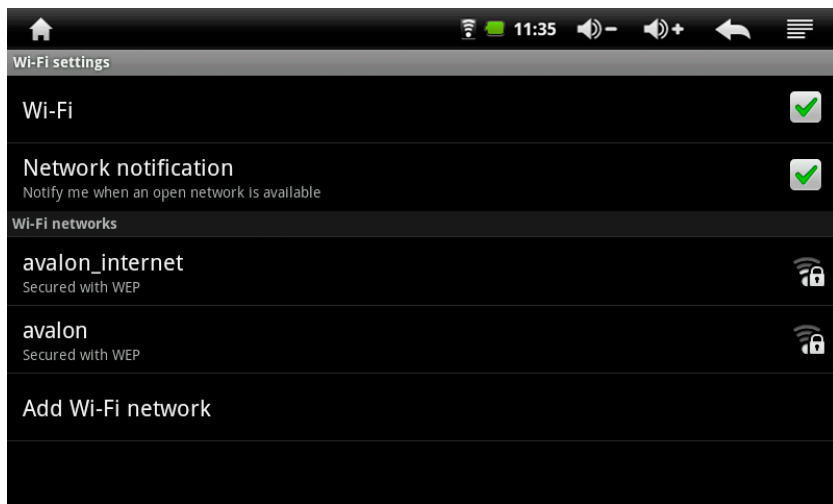 11:35
Wi-Fi settings
Wi-Fi
Network notification
Notify me when an open network is available
Wi-Fi networks
avalon_internet
Secured with WEP
avalon
Secured with WEP
Add Wi-Fi network